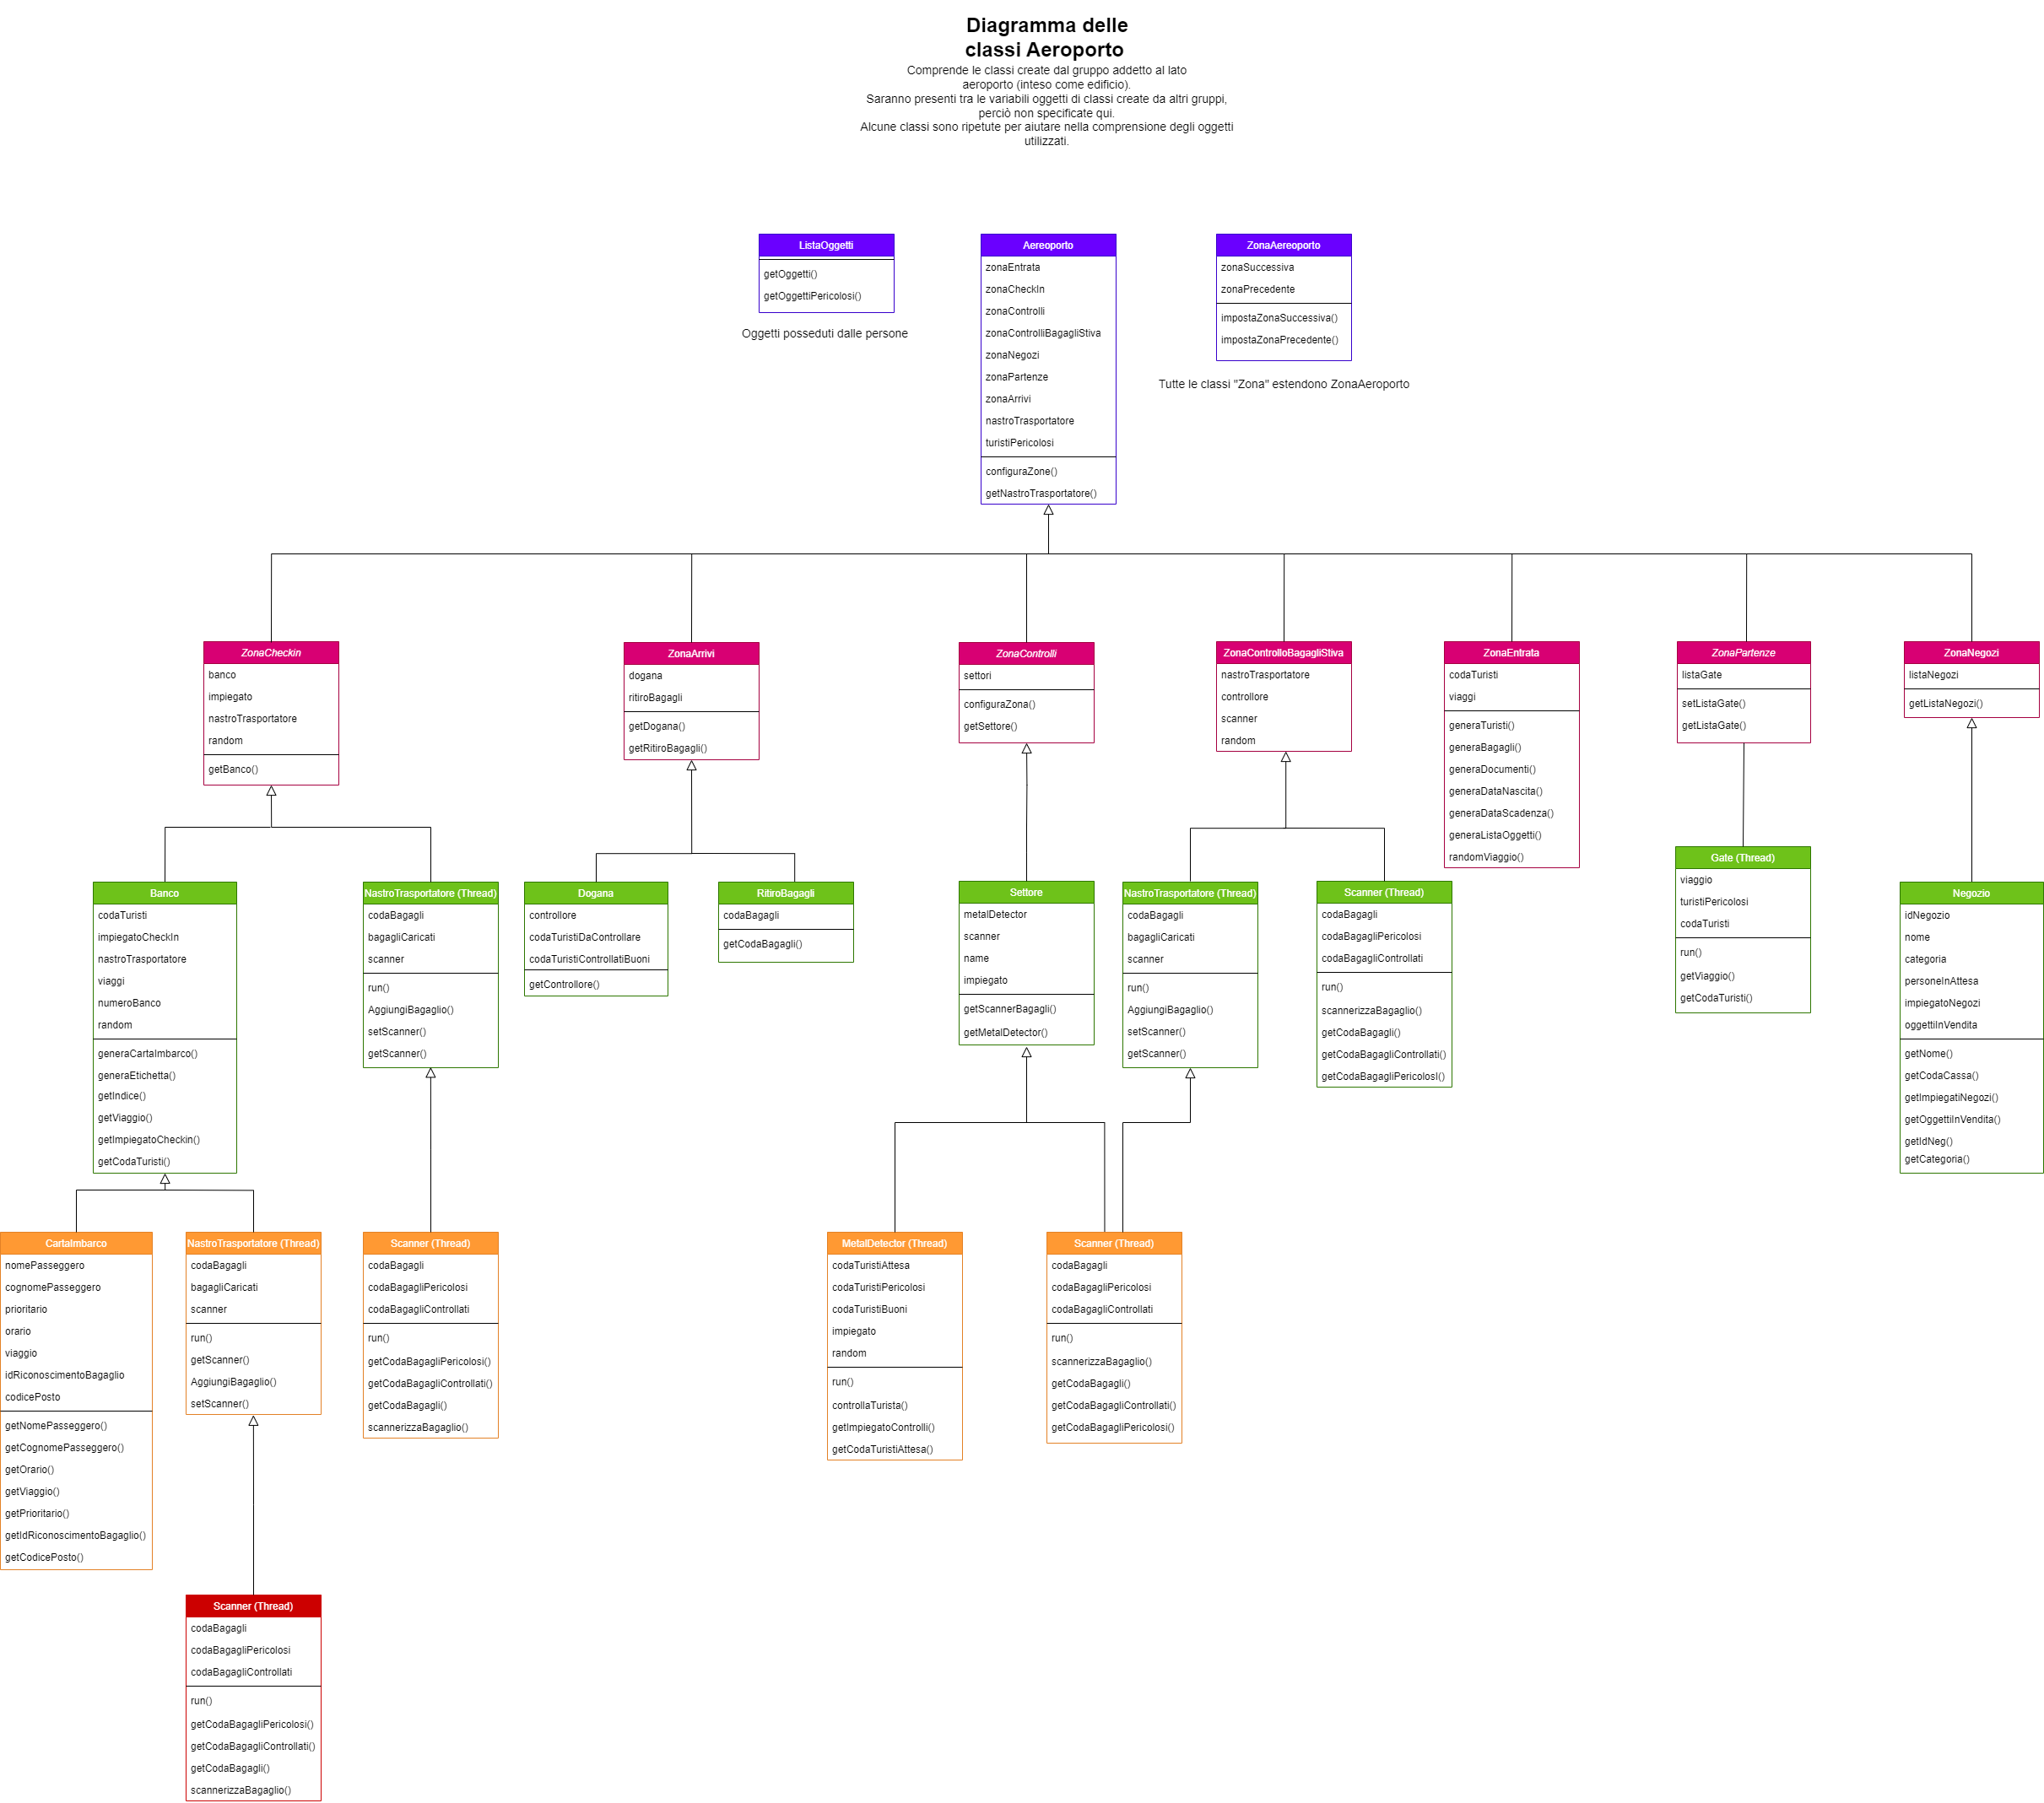 Diagramma delle
classi Aeroporto
Comprende le classi create dal gruppo addetto al lato
aeroporto (inteso come edificio).
Saranno presenti tra le variabili oggetti di classi create da altri gruppi,
perciò non specificate qui.
Alcune classi sono ripetute per aiutare nella comprensione degli oggetti
utilizzati.
ListaOggetti
getOggetti()
getOggettiPericolosi()
Oggetti posseduti dalle persone
Aereoporto
zonaEntrata
zonaCheckIn
zonaControlli
zonaControlliBagagliStiva
zonaNegozi
zonaPartenze
zonaArrivi
nastroTrasportatore
turistiPericolosi
configuraZone()
getNastroTrasportatore()
ZonaAereoporto
zonaSuccessiva
zonaPrecedente
impostaZonaSuccessiva()
impostaZonaPrecedente()
Tutte le classi "Zona" estendono ZonaAeroporto
ZonaCheckin
banco
impiegato
nastroTrasportatore
random
getBanco()
ZonaArrivi
dogana
ritiroBagagli
getDogana()
getRitiroBagagli()
ZonaControlli
settori
configuraZona()
getSettore()
ZonaControlloBagagliStiva
nastroTrasportatore
controllore
scanner
random
ZonaEntrata
codaTuristi
viaggi
generaTuristi()
generaBagagli()
generaDocumenti()
generaDataNascita()
generaDataScadenza()
generaListaOggetti()
randomViaggio()
ZonaPartenze
listaGate
setListaGate()
getListaGate()
ZonaNegozi
listaNegozi
getListaNegozi()
Banco
codaTuristi
impiegatoCheckIn
nastroTrasportatore
viaggi
numeroBanco
random
generaCartaImbarco()
generaEtichetta()
getIndice()
getViaggio()
getImpiegatoCheckin()
getCodaTuristi()
NastroTrasportatore (Thread)
codaBagagli
bagagliCaricati
scanner
run()
AggiungiBagaglio()
setScanner()
getScanner()
Dogana
controllore
codaTuristiDaControllare
codaTuristiControllatiBuoni
getControllore()
RitiroBagagli
codaBagagli
getCodaBagagli()
Settore
metalDetector
scanner
name
impiegato
getScannerBagagli()
getMetalDetector()
NastroTrasportatore (Thread)
codaBagagli
bagagliCaricati
scanner
run()
AggiungiBagaglio()
setScanner()
getScanner()
Scanner (Thread)
codaBagagli
codaBagagliPericolosi
codaBagagliControllati
run()
scannerizzaBagaglio()
getCodaBagagli()
getCodaBagagliControllati()
getCodaBagagliPericolosI()
Gate (Thread)
viaggio
turistiPericolosi
codaTuristi
run()
getViaggio()
getCodaTuristi()
Negozio
idNegozio
nome
categoria
personeInAttesa
impiegatoNegozi
oggettiInVendita
getNome()
getCodaCassa()
getImpiegatiNegozi()
getOggettiInVendita()
getIdNeg()
getCategoria()
CartaImbarco
nomePasseggero
cognomePasseggero
prioritario
orario
viaggio
idRiconoscimentoBagaglio
codicePosto
getNomePasseggero()
getCognomePasseggero()
getOrario()
getViaggio()
getPrioritario()
getIdRiconoscimentoBagaglio()
getCodicePosto()
NastroTrasportatore (Thread)
codaBagagli
bagagliCaricati
scanner
run()
getScanner()
AggiungiBagaglio()
setScanner()
Scanner (Thread)
codaBagagli
codaBagagliPericolosi
codaBagagliControllati
run()
getCodaBagagliPericolosi()
getCodaBagagliControllati()
getCodaBagagli()
scannerizzaBagaglio()
MetalDetector (Thread)
codaTuristiAttesa
codaTuristiPericolosi
codaTuristiBuoni
impiegato
random
run()
controllaTurista()
getImpiegatoControlli()
getCodaTuristiAttesa()
Scanner (Thread)
codaBagagli
codaBagagliPericolosi
codaBagagliControllati
run()
scannerizzaBagaglio()
getCodaBagagli()
getCodaBagagliControllati()
getCodaBagagliPericolosi()
Scanner (Thread)
codaBagagli
codaBagagliPericolosi
codaBagagliControllati
run()
getCodaBagagliPericolosi()
getCodaBagagliControllati()
getCodaBagagli()
scannerizzaBagaglio()